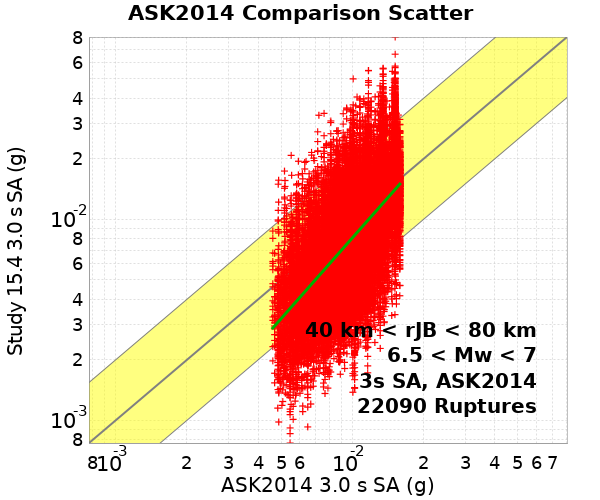 ASK2014 Comparison Scatter
Study 15.4 3.0 s SA (g)
8
6
4
3
2
10-2
8
6
4
3
2
10-3
8
40 km < rJB < 80 km
6.5 < Mw < 7
3s SA, ASK2014
22090 Ruptures
8 10-3 2 3 4 5 6 10-2 2 3 4 5 6 7
ASK2014 3.0 s SA (g)